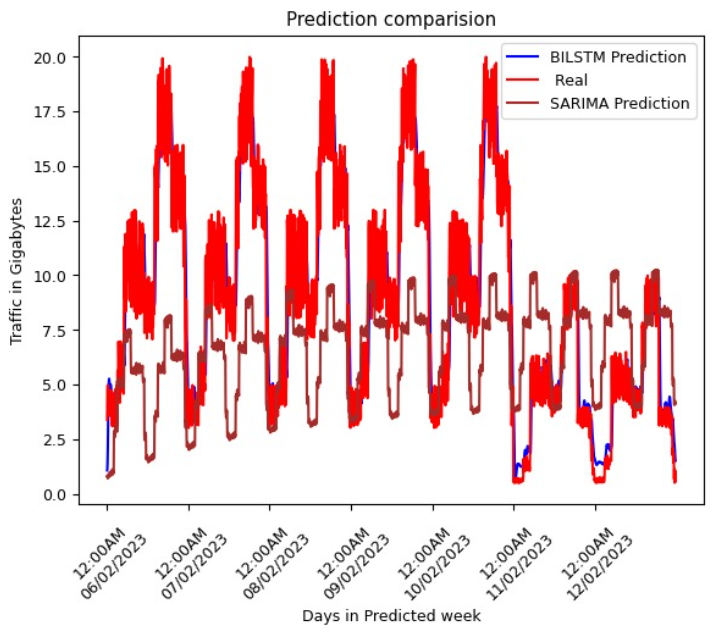 Prediction comparision
BILSTM Prediction
Real
SARIMA Prediction
Traffic in Gigabytes
20.0
17.5
15.0
12.5
10.0
7.5
5.0
2.5
0.0
12:00AM
06/02/2023
12:00AM
07/02/2023
12:00AM
08/02/2023
12:00AM
09/02/2023
12:00AM
10/02/2023
12:00AM
11/02/2023
12:00AM
12/02/2023
Days in Predicted week